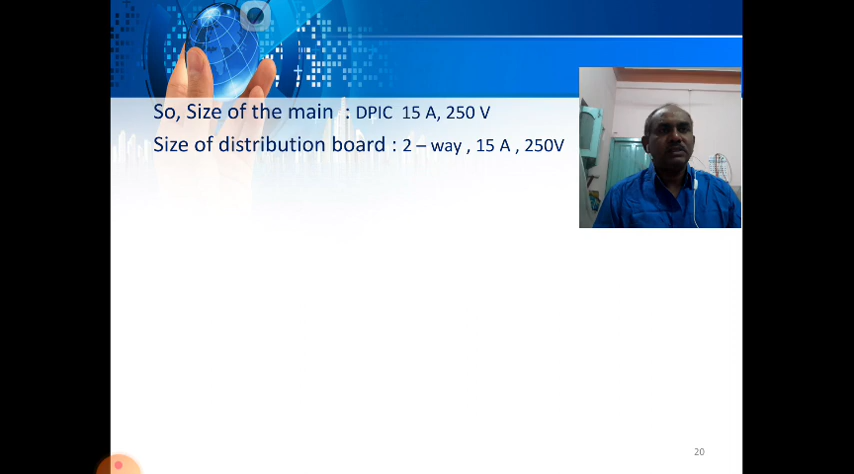 So, Size of the main : DPIC 15 A, 250 V
Size of distribution board : 2 – way , 15 A , 250V
20